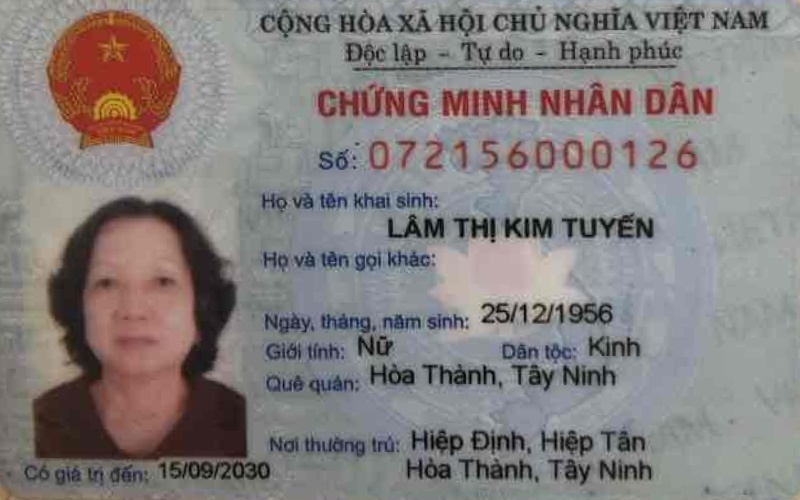 CỘNG HÒA XÃ HỘI CHỦ NGHĨA VIỆT NAM
Độc lập - Tự do - Hạnh phúc
CHỨNG MINH NHÂN DÂN
Số: 072156000126
Họ và tên khai sinh:
LÂM THỊ KIM TUYẾN
Họ và tên gọi khác:
Ngày, tháng, năm sinh: 25/12/1956
Giới tính: Nữ Dân tộc: Kinh
Quê quán: Hòa Thành, Tây Ninh
Nơi thường trú: Hiệp Định, Hiệp Tân
Hòa Thành, Tây Ninh
Có giá trị đến: 15/09/2030